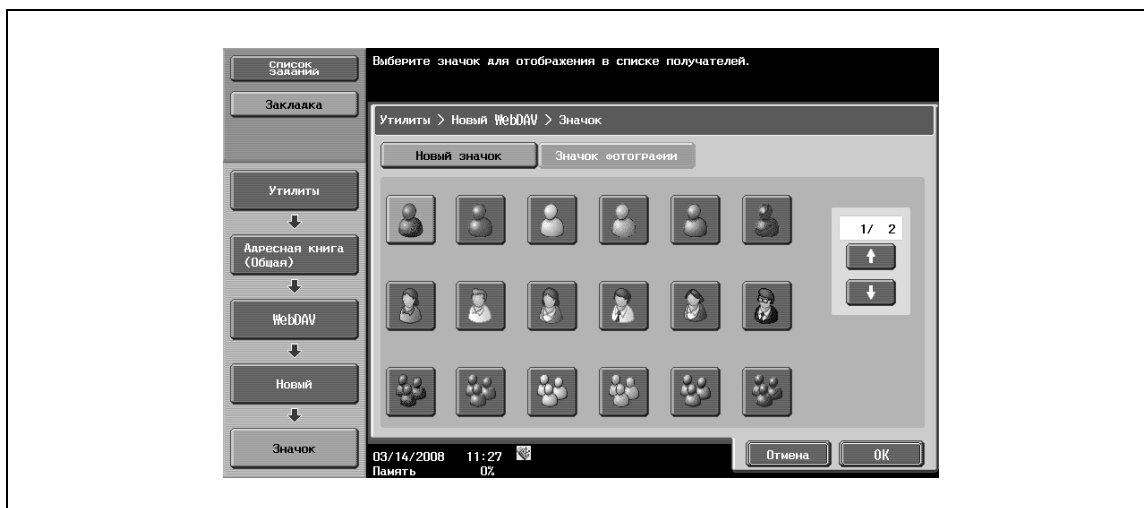 Список
заданий
Закладка
Утилиты
Адресная книга
(Общая)
WebDAV
Новый
Значок
Выберите значок для отображения в списке получателей.
Утилиты > Новый WebDAV > Значок
Новый значок
Значок фотографии
1/ 2
03/14/2008 11:27
Память 0%
Отмена
OK